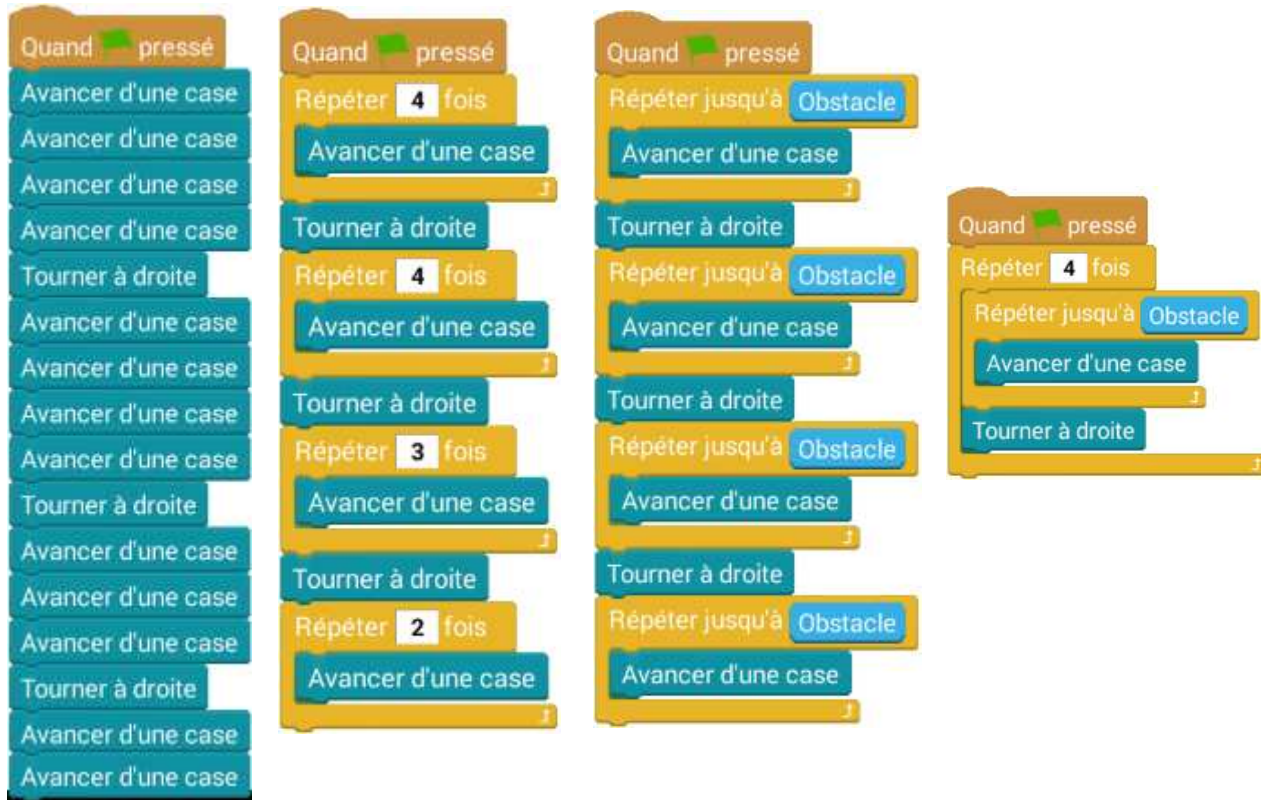 Quand pressé
Avancer d'une case
Avancer d'une case
Avancer d'une case
Avancer d'une case
Tourner à droite
Avancer d'une case
Avancer d'une case
Avancer d'une case
Avancer d'une case
Tourner à droite
Avancer d'une case
Avancer d'une case
Avancer d'une case
Tourner à droite
Avancer d'une case
Avancer d'une case
Quand pressé
Répéter 4 fois
Avancer d'une case
Tourner à droite
Répéter 4 fois
Avancer d'une case
Tourner à droite
Répéter 3 fois
Avancer d'une case
Tourner à droite
Répéter 2 fois
Avancer d'une case
Quand pressé
Répéter jusqu'à Obstacle
Avancer d'une case
Tourner à droite
Répéter jusqu'à Obstacle
Avancer d'une case
Tourner à droite
Répéter jusqu'à Obstacle
Avancer d'une case
Tourner à droite
Répéter jusqu'à Obstacle
Avancer d'une case
Quand pressé
Répéter 4 fois
Répéter jusqu'à Obstacle
Avancer d'une case
Tourner à droite